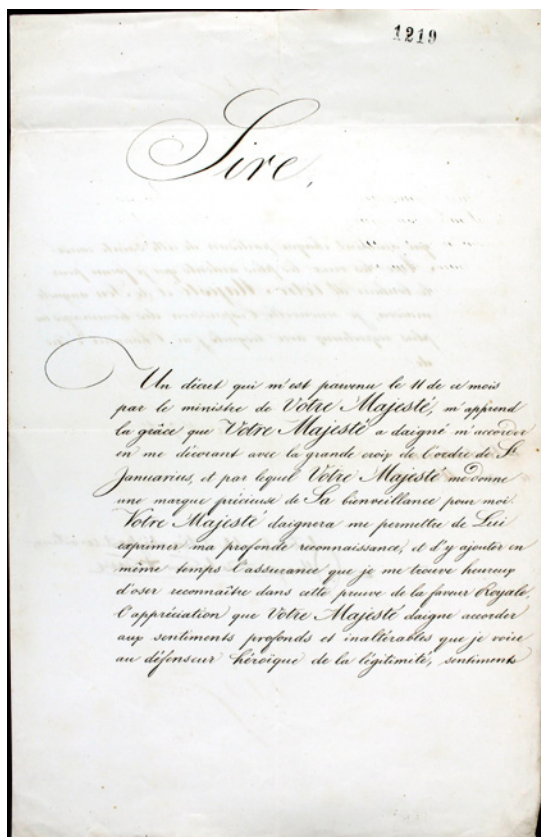 1219
Sire,
Un décret qui m'est parvenu le 11 de ce mois
par le ministre de Votre Majesté, m'apprend
la grâce que Votre Majesté a daigné m'accorder
en me décorant avec la grande croix de l'ordre de St
Januarius, et par lequel Votre Majesté me donne
une marque précieuse de Sa bienveillance pour moi.
Votre Majesté daignera me permettre de Lui
exprimer ma profonde reconnaissance, et d'y ajouter en
même temps l'assurance que je me trouve heureux
d'oser reconnaître dans cette preuve de la faveur Royale,
l'appréciation que Votre Majesté daigne accorder
aux sentiments profonds et inaltérables que je voue
au défenseur héroïque de la légitimité, sentiments